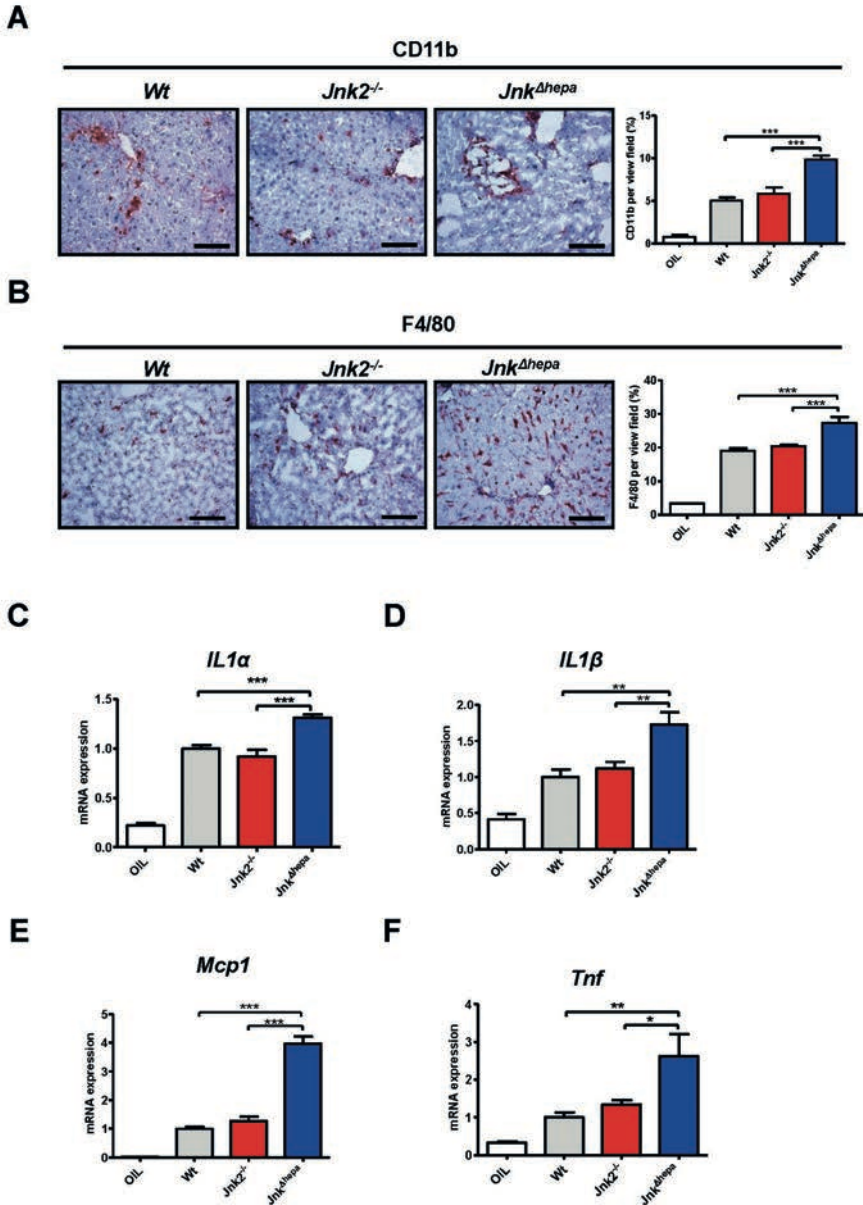 A
CD11b
Wt Jnk2-/- JnkΔhepa
CD11b per view field (%)
15
10
5
0
*** 
***
OIL Wt Jnk2-/- JnkΔhepa
B
F4/80
Wt Jnk2-/- JnkΔhepa
F4/80 per view field (%)
40
30
20
10
0
***
***
OIL Wt Jnk2-/- JnkΔhepa
C
IL1α
mRNA expression
1.5
1.0
0.5
0.0
***
***
OIL Wt Jnk2-/- JnkΔhepa
D
IL1β
mRNA expression
2.0
1.5
1.0
0.5
0.0
**
**
OIL Wt Jnk2-/- JnkΔhepa
E
Mcp1
mRNA expression
5
4
3
2
1
0
***
***
OIL Wt Jnk2-/- JnkΔhepa
F
Tnf
mRNA expression
4
3
2
1
0
**
*
OIL Wt Jnk2-/- JnkΔhepa